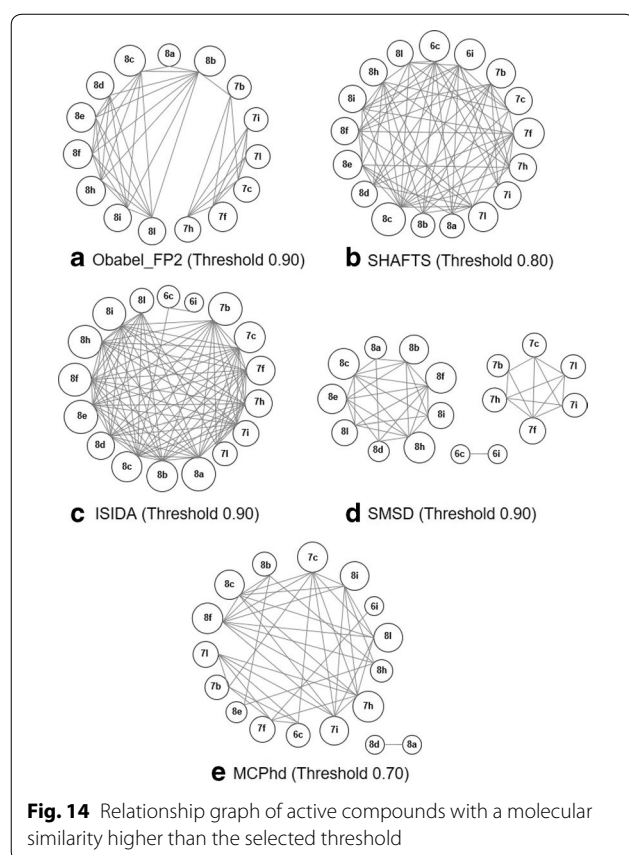 8a
8c
8b
8d
7b
8e
7i
8f
7l
8h
7c
8i
7f
8l
7h
a Obabel_FP2 (Threshold 0.90)
6c
8l
6i
8h
7b
8i
7c
8f
7f
8e
7h
8d
7i
8c
7l
8b
8a
b SHAFTS (Threshold 0.80)
6c
8l
6i
8i
7b
8h
7c
8f
7f
8e
7h
8d
7i
8c
7l
8b
8a
c ISIDA (Threshold 0.90)
8a
8b
8c
8f
8e
8i
8l
8h
8d
7c
7b
7l
7h
7i
7f
6c
6i
d SMSD (Threshold 0.90)
7c
8b
8i
8c
6i
8f
8l
7l
8h
7b
7h
8e
7f
6c
7i
8d
8a
e MCPhd (Threshold 0.70)
Fig. 14 Relationship graph of active compounds with a molecular
similarity higher than the selected threshold